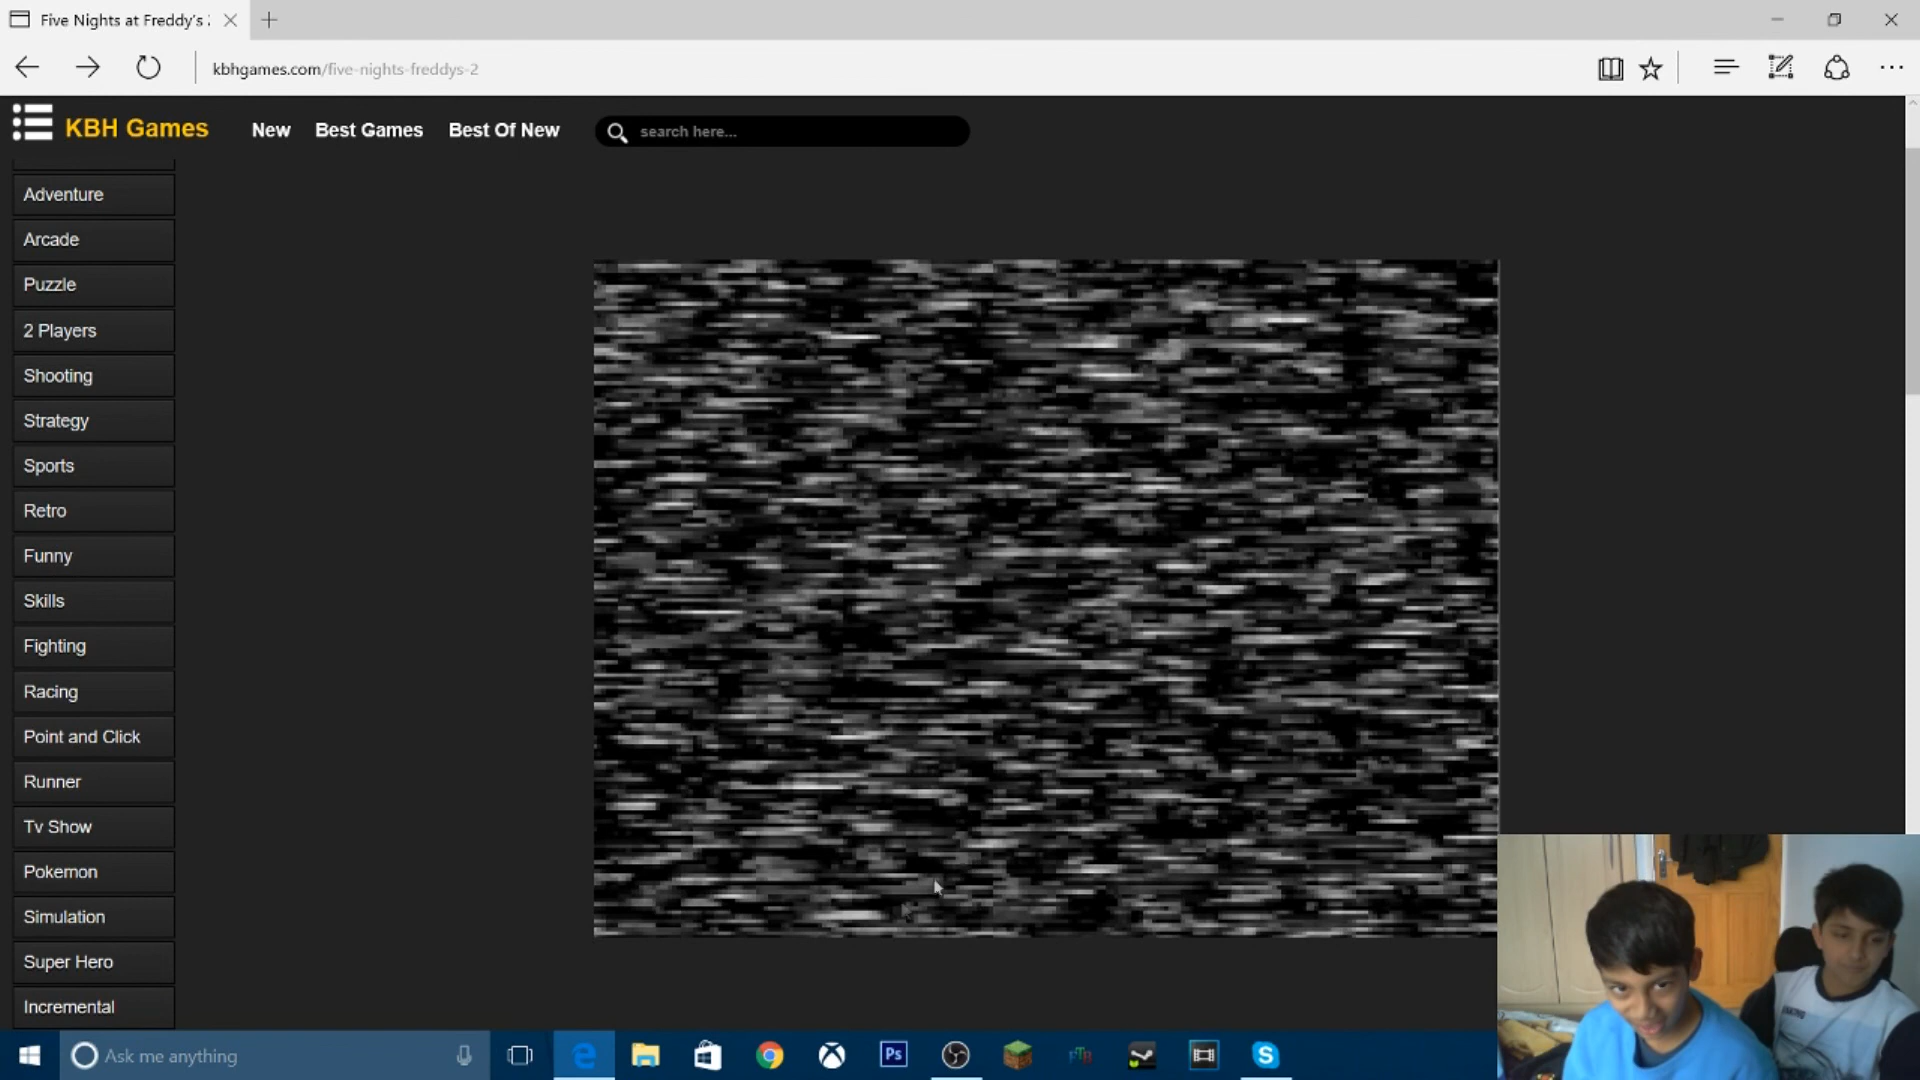 Five Nights at Freddy's
kbhgames.com/five-nights-freddys-2
KBH Games
New
Best Games
Best Of New
search here...
Adventure
Arcade
Puzzle
2 Players
Shooting
Strategy
Sports
Retro
Funny
Skills
Fighting
Racing
Point and Click
Runner
Tv Show
Pokemon
Simulation
Super Hero
Incremental
Ask me anything
Ps
FTB